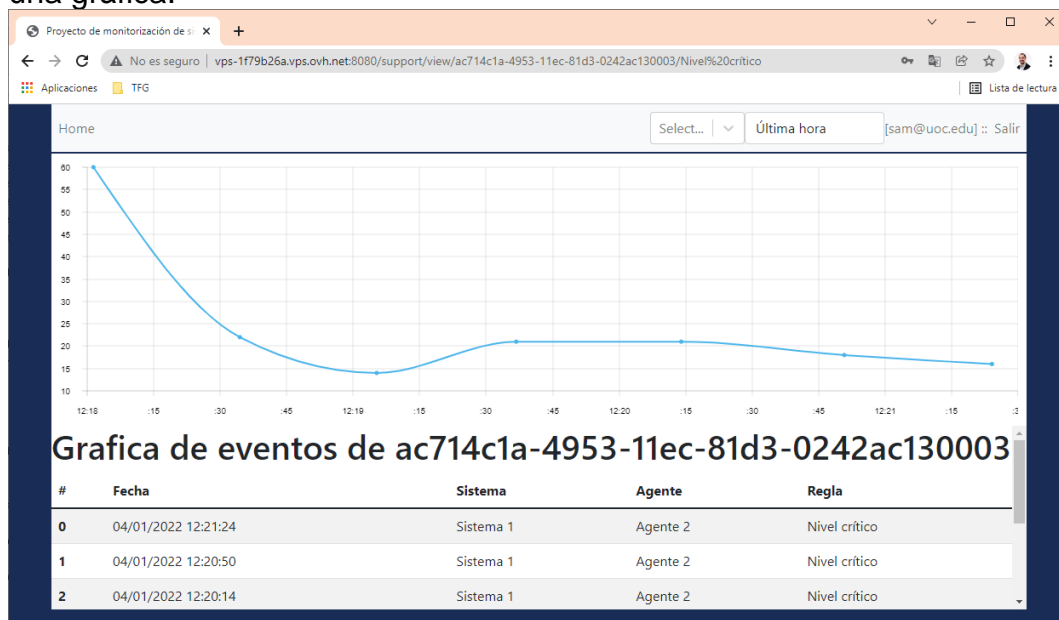 una gráfica.
Proyecto de monitorización de si
No es seguro | vps-1f79b26a.vps.ovh.net:8080/support/view/ac714c1a-4953-11ec-81d3-0242ac130003/Nivel%20crítico
Aplicaciones TFG Lista de lectura
Home Select... Última hora [sam@uoc.edu] :: Salir
60
55
50
45
40
35
30
25
20
15
10
12:18 :15 :30 :45 12:19 :15 :30 :45 12:20 :15 :30 :45 12:21 :15 :3
Grafica de eventos de ac714c1a-4953-11ec-81d3-0242ac130003
# Fecha Sistema Agente Regla
0 04/01/2022 12:21:24 Sistema 1 Agente 2 Nivel crítico
1 04/01/2022 12:20:50 Sistema 1 Agente 2 Nivel crítico
2 04/01/2022 12:20:14 Sistema 1 Agente 2 Nivel crítico